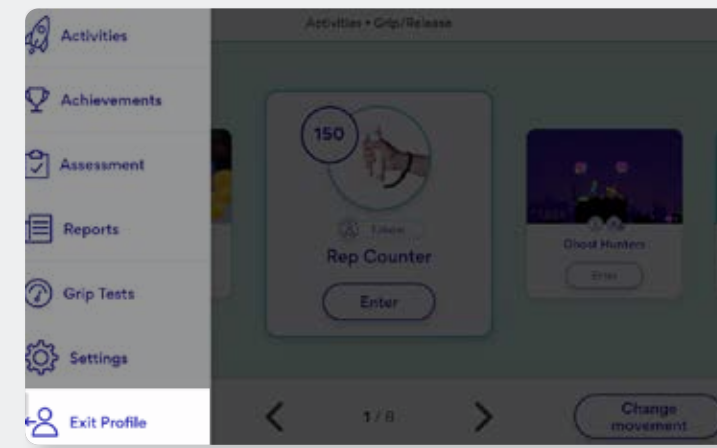 Activities
Achievements
Assessment
Reports
Grip Tests
Settings
Exit Profile
Activities • Grip/Release
150
Rep Counter
Enter
Ghost Hunters
Enter
1 / 6
Change
movement